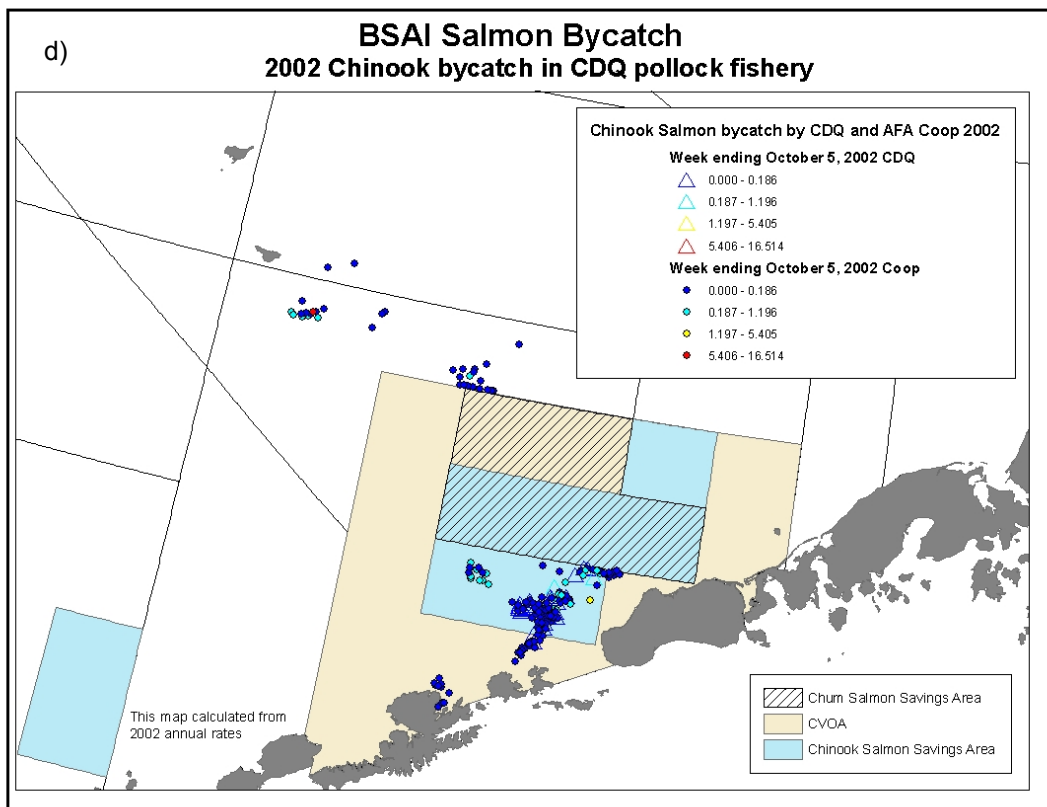 d)
BSAI Salmon Bycatch
2002 Chinook bycatch in CDQ pollock fishery
Chinook Salmon bycatch by CDQ and AFA Coop 2002
Week ending October 5, 2002 CDQ
0.000 - 0.186
0.187 - 1.196
1.197 - 5.405
5.406 - 16.514
Week ending October 5, 2002 Coop
0.000 - 0.186
0.187 - 1.196
1.197 - 5.405
5.406 - 16.514
This map calculated from
2002 annual rates
Chum Salmon Savings Area
CVOA
Chinook Salmon Savings Area